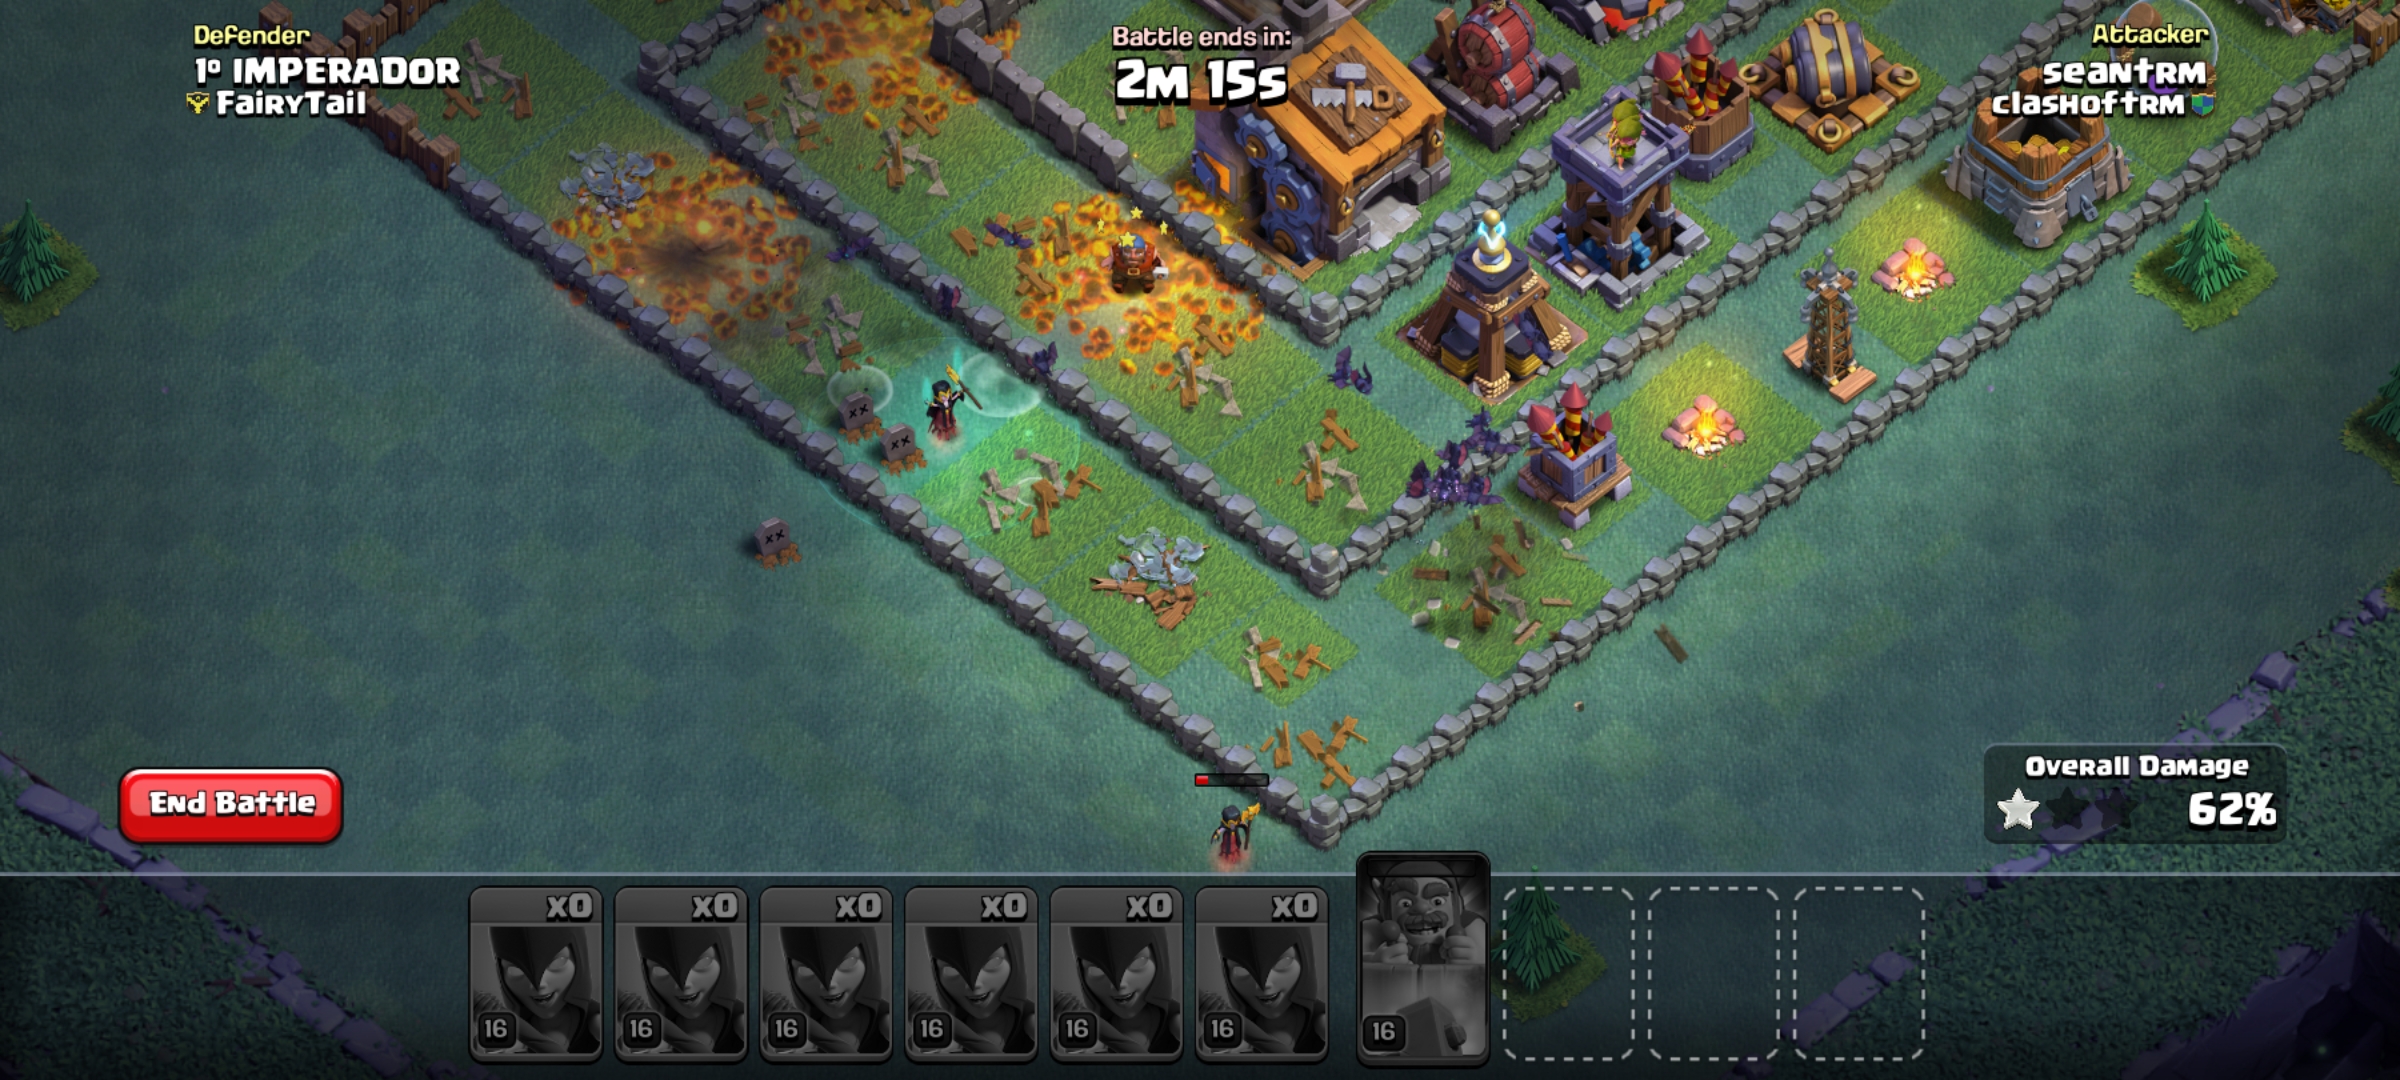 Defender
1º IMPERADOR
FairyTail
Battle ends in:
2M 15s
Attacker
seantRM
clashoftRM
End Battle
Overall Damage
62%
x0
x0
x0
x0
x0
x0
16
16
16
16
16
16
16